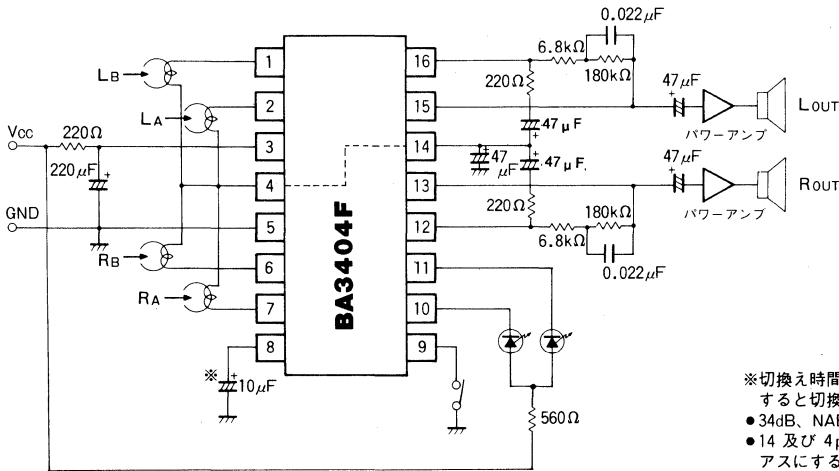 0.022μF
LB
1
16
6.8kΩ
180kΩ
220Ω
47μF
LOUT
パワーアンプ
LA
2
15
VCC
220Ω
3
14
47μF
47μF
220μF
47μF
ROUT
4
13
220Ω
180kΩ
パワーアンプ
GND
5
12
6.8kΩ
0.022μF
RB
6
11
RA
7
10
BA3404F
8
9
※
10μF
560Ω
※切換え時間
すると切換
●34dB、NAB
●14 及び 4p
アスにする